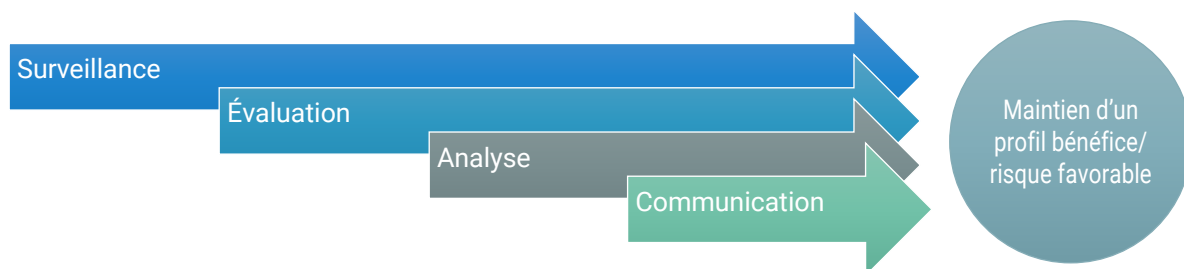 Surveillance
Évaluation
Analyse
Communication
Maintien d’un
profil bénéfice/
risque favorable